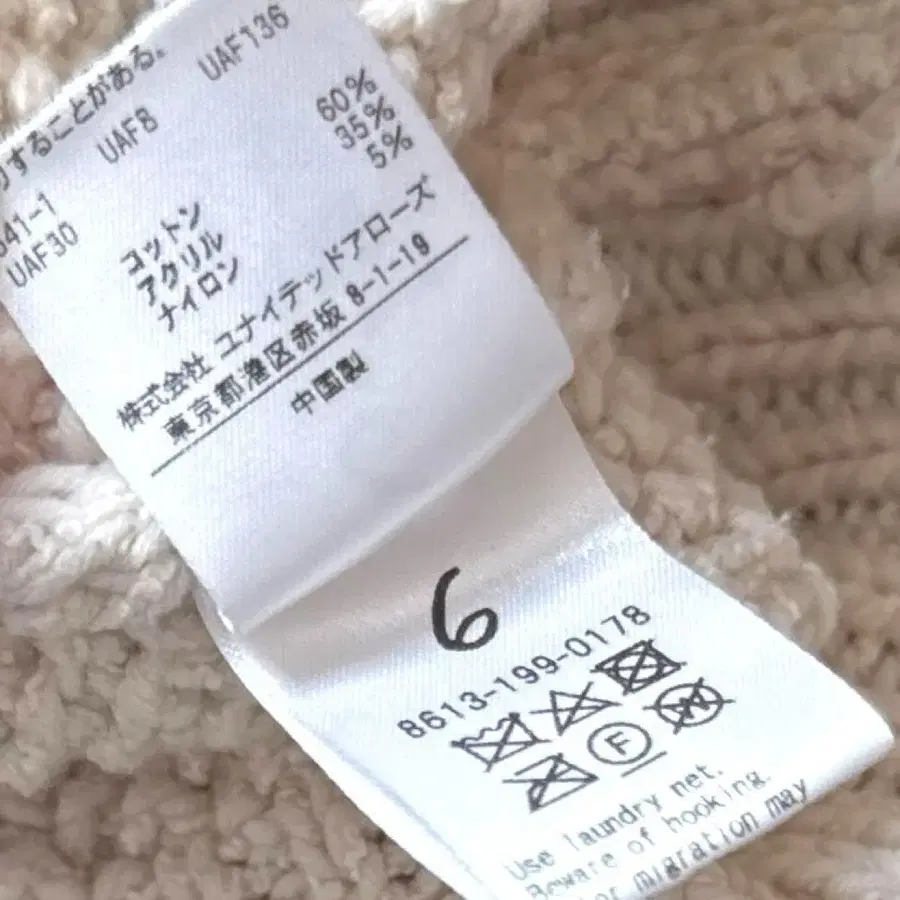 することがある。
UAF8 UAF136
541-1
UAF30
コットン 60%
アクリル 35%
ナイロン 5%
株式会社 ユナイテッドアローズ
東京都港区赤坂 8-1-19
中国製
6
8613-199-0178
F
W
Use laundry net.
Beware of hooking.
migration may